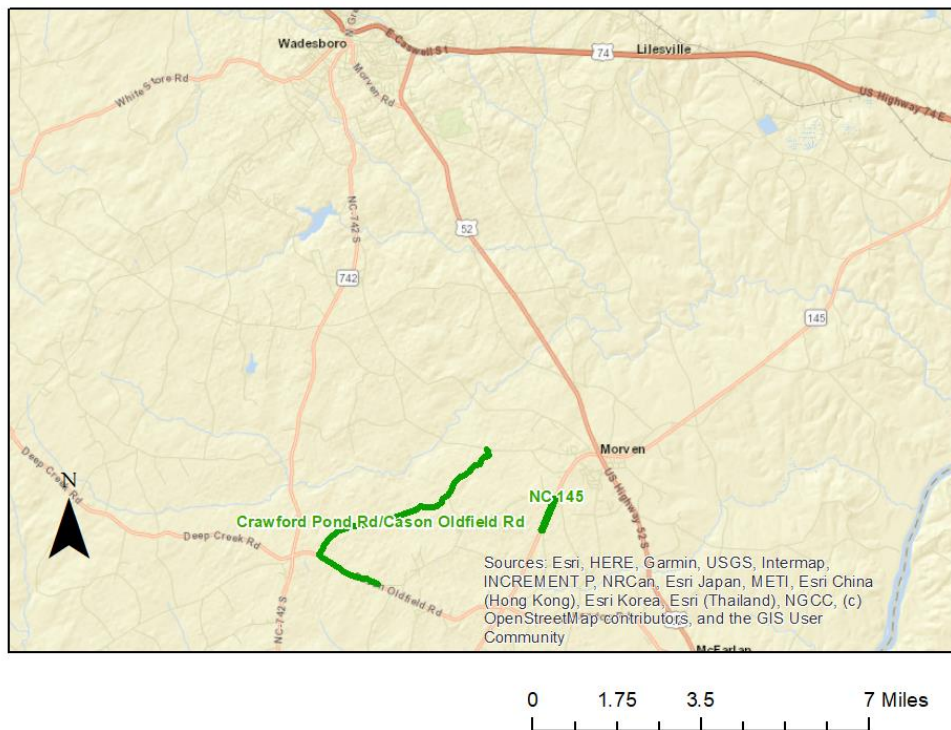 N Gre
E Caswell St
Wadesboro
74
Lilesville
White Store Rd
Morven Rd
US Highway 74 E
NC-742 S
52
742
145
Deep Creek Rd
Morven
N
NC 145
US Highway 52 S
Crawford Pond Rd/Cason Oldfield Rd
Deep Creek Rd
Oldfield Rd
NC-742 S
Sources: Esri, HERE, Garmin, USGS, Intermap,
INCREMENT P, NRCan, Esri Japan, METI, Esri China
(Hong Kong), Esri Korea, Esri (Thailand), NGCC, (c)
OpenStreetMap contributors, and the GIS User
Community
McFarlan
0 1.75 3.5 7 Miles